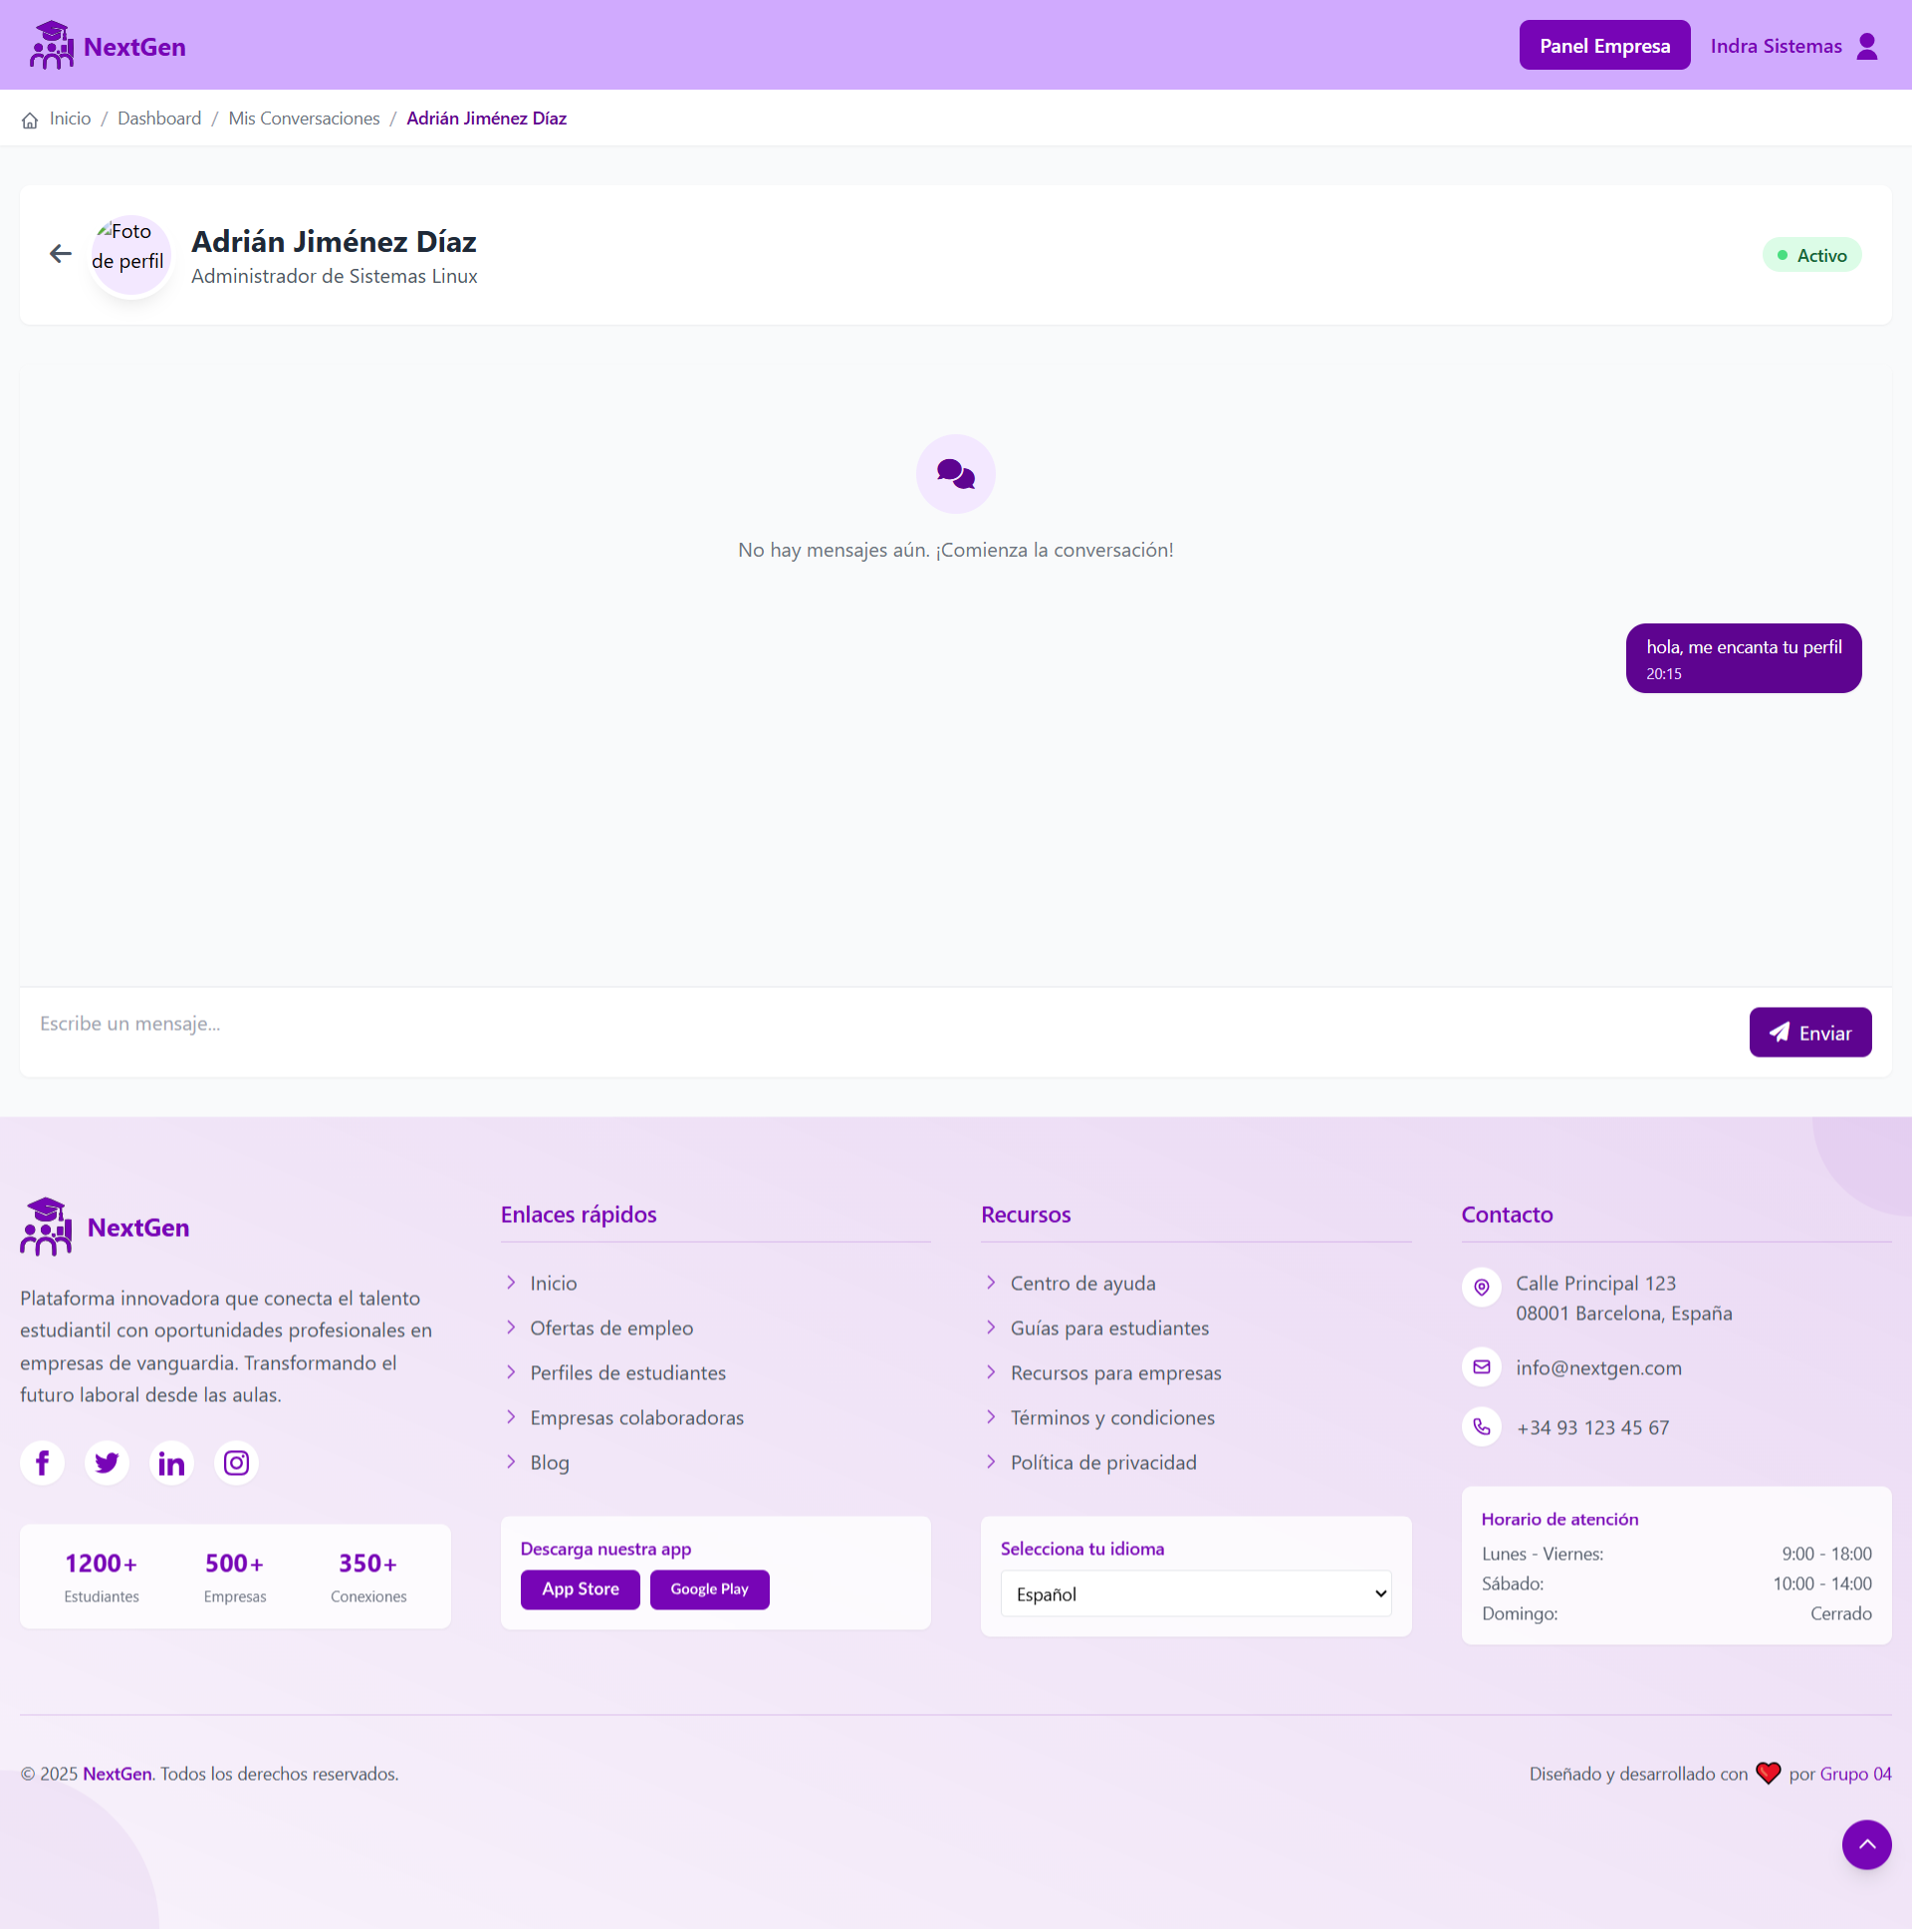 NextGen
Panel Empresa
Indra Sistemas
Inicio / Dashboard / Mis Conversaciones / Adrián Jiménez Díaz
Foto
de perfil
Adrián Jiménez Díaz
Administrador de Sistemas Linux
Activo
No hay mensajes aún. ¡Comienza la conversación!
hola, me encanta tu perfil
20:15
Escribe un mensaje...
Enviar
NextGen
Plataforma innovadora que conecta el talento
estudiantil con oportunidades profesionales en
empresas de vanguardia. Transformando el
futuro laboral desde las aulas.
1200+
Estudiantes
500+
Empresas
350+
Conexiones
Enlaces rápidos
Inicio
Ofertas de empleo
Perfiles de estudiantes
Empresas colaboradoras
Blog
Descarga nuestra app
App Store
Google Play
Recursos
Centro de ayuda
Guías para estudiantes
Recursos para empresas
Términos y condiciones
Política de privacidad
Selecciona tu idioma
Español
Contacto
Calle Principal 123
08001 Barcelona, España
info@nextgen.com
+34 93 123 45 67
Horario de atención
Lunes - Viernes: 9:00 - 18:00
Sábado: 10:00 - 14:00
Domingo: Cerrado
© 2025 NextGen. Todos los derechos reservados.
Diseñado y desarrollado con ❤️ por Grupo 04